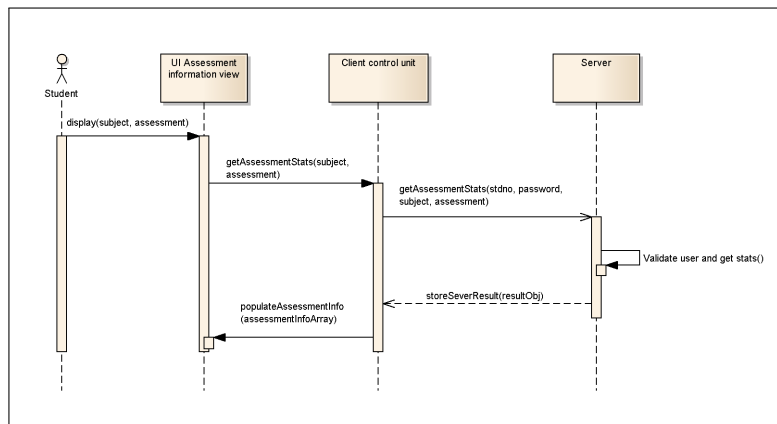 UI Assessment
information view
Client control unit
Server
Student
display(subject, assessment)
getAssessmentStats(subject,
assessment)
getAssessmentStats(stdno, password,
subject, assessment)
Validate user and get stats()
storeSeverResult(resultObj)
populateAssessmentInfo
(assessmentInfoArray)